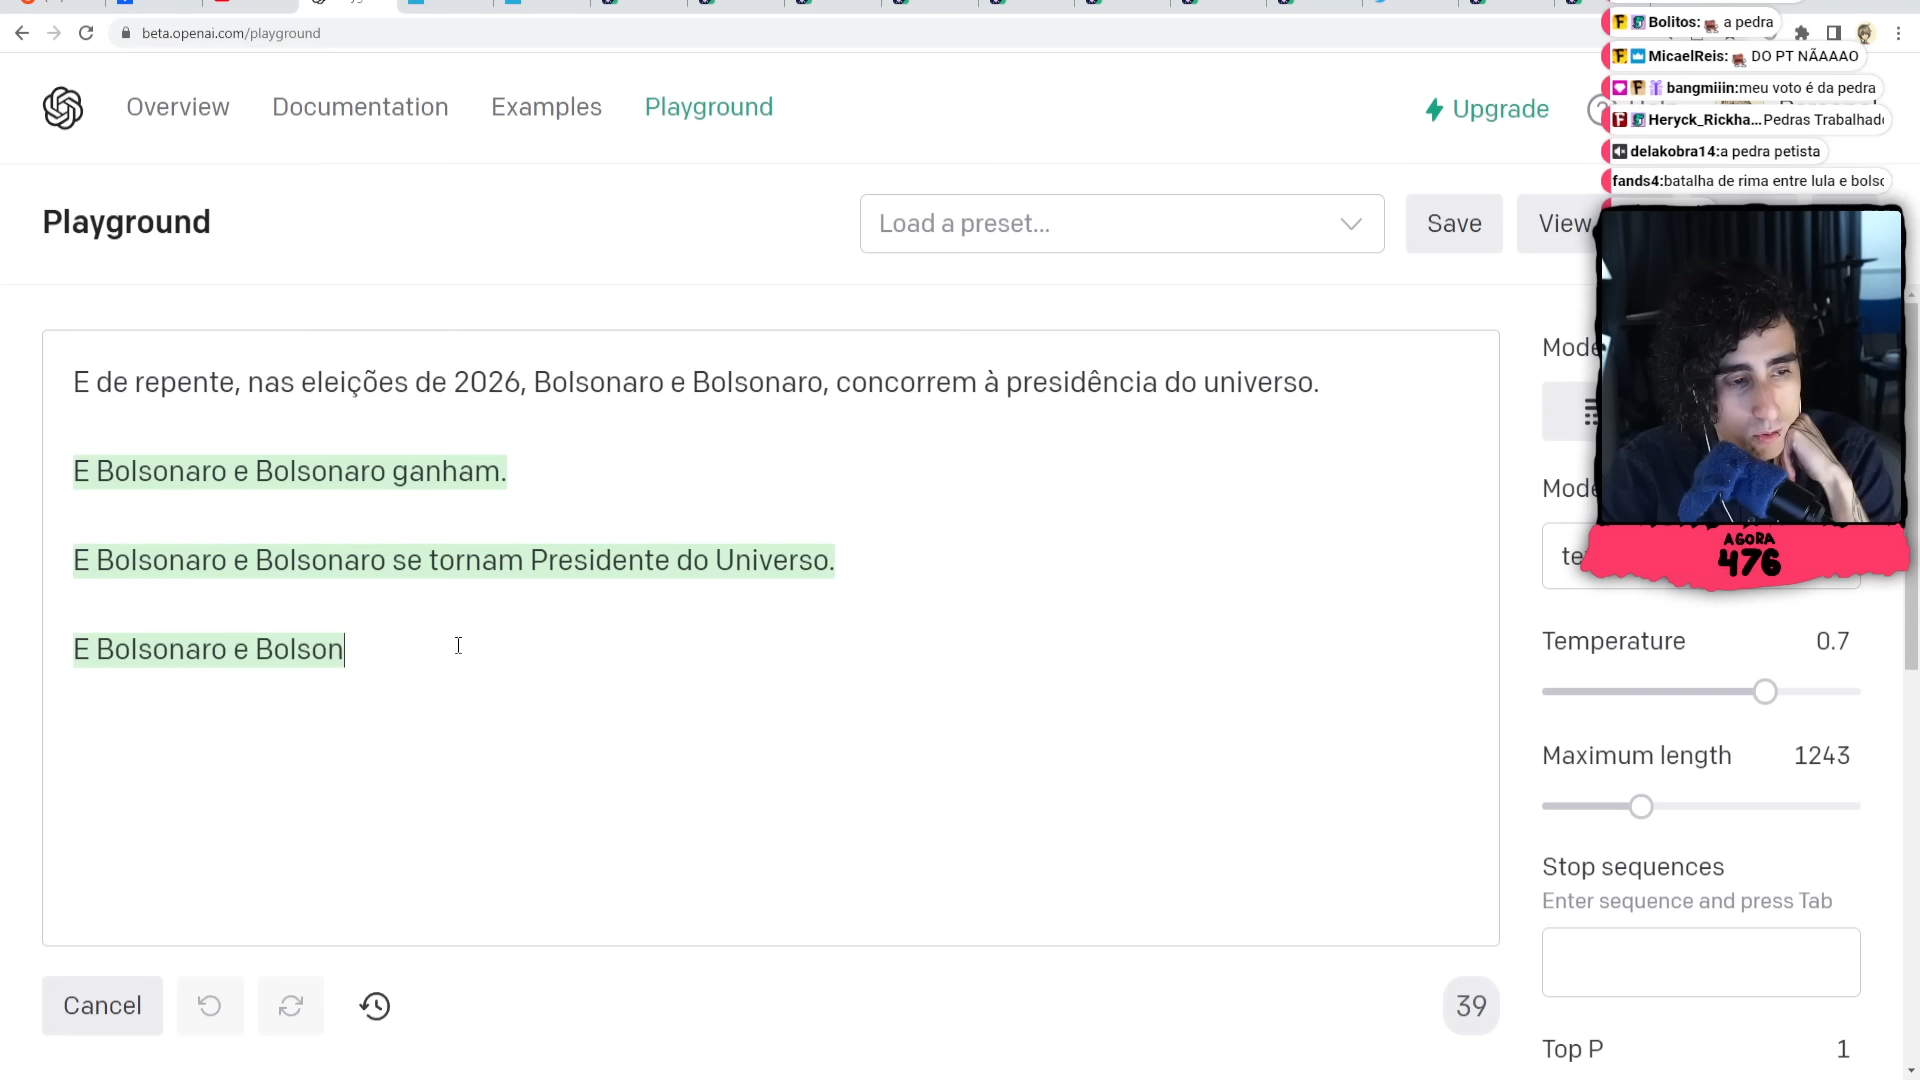 beta.openai.com/playground
Overview
Documentation
Examples
Playground
Upgrade
Playground
Load a preset...
Save
View
E de repente, nas eleições de 2026, Bolsonaro e Bolsonaro, concorrem à presidência do universo.
E Bolsonaro e Bolsonaro ganham.
E Bolsonaro e Bolsonaro se tornam Presidente do Universo.
E Bolsonaro e Bolson
Cancel
39
Mode
Mode
te
Temperature 0.7
Maximum length 1243
Stop sequences
Enter sequence and press Tab
Top P 1
Bolitos: a pedra
MicaelReis: DO PT NÃAAAO
bangmiiin:meu voto é da pedra
Heryck_Rickha...Pedras Trabalhad
delakobra14:a pedra petista
fands4:batalha de rima entre lula e bolso
AGORA
476